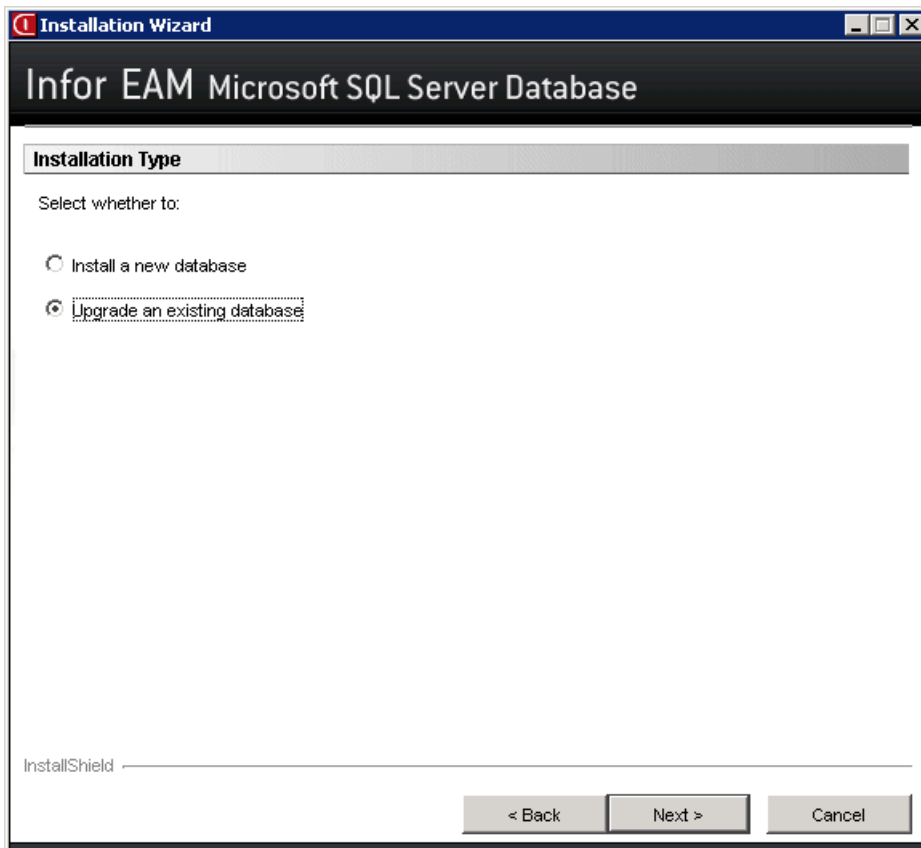 Installation Wizard
Infor EAM Microsoft SQL Server Database
Installation Type
Select whether to:
Install a new database
Upgrade an existing database
InstallShield
< Back Next > Cancel